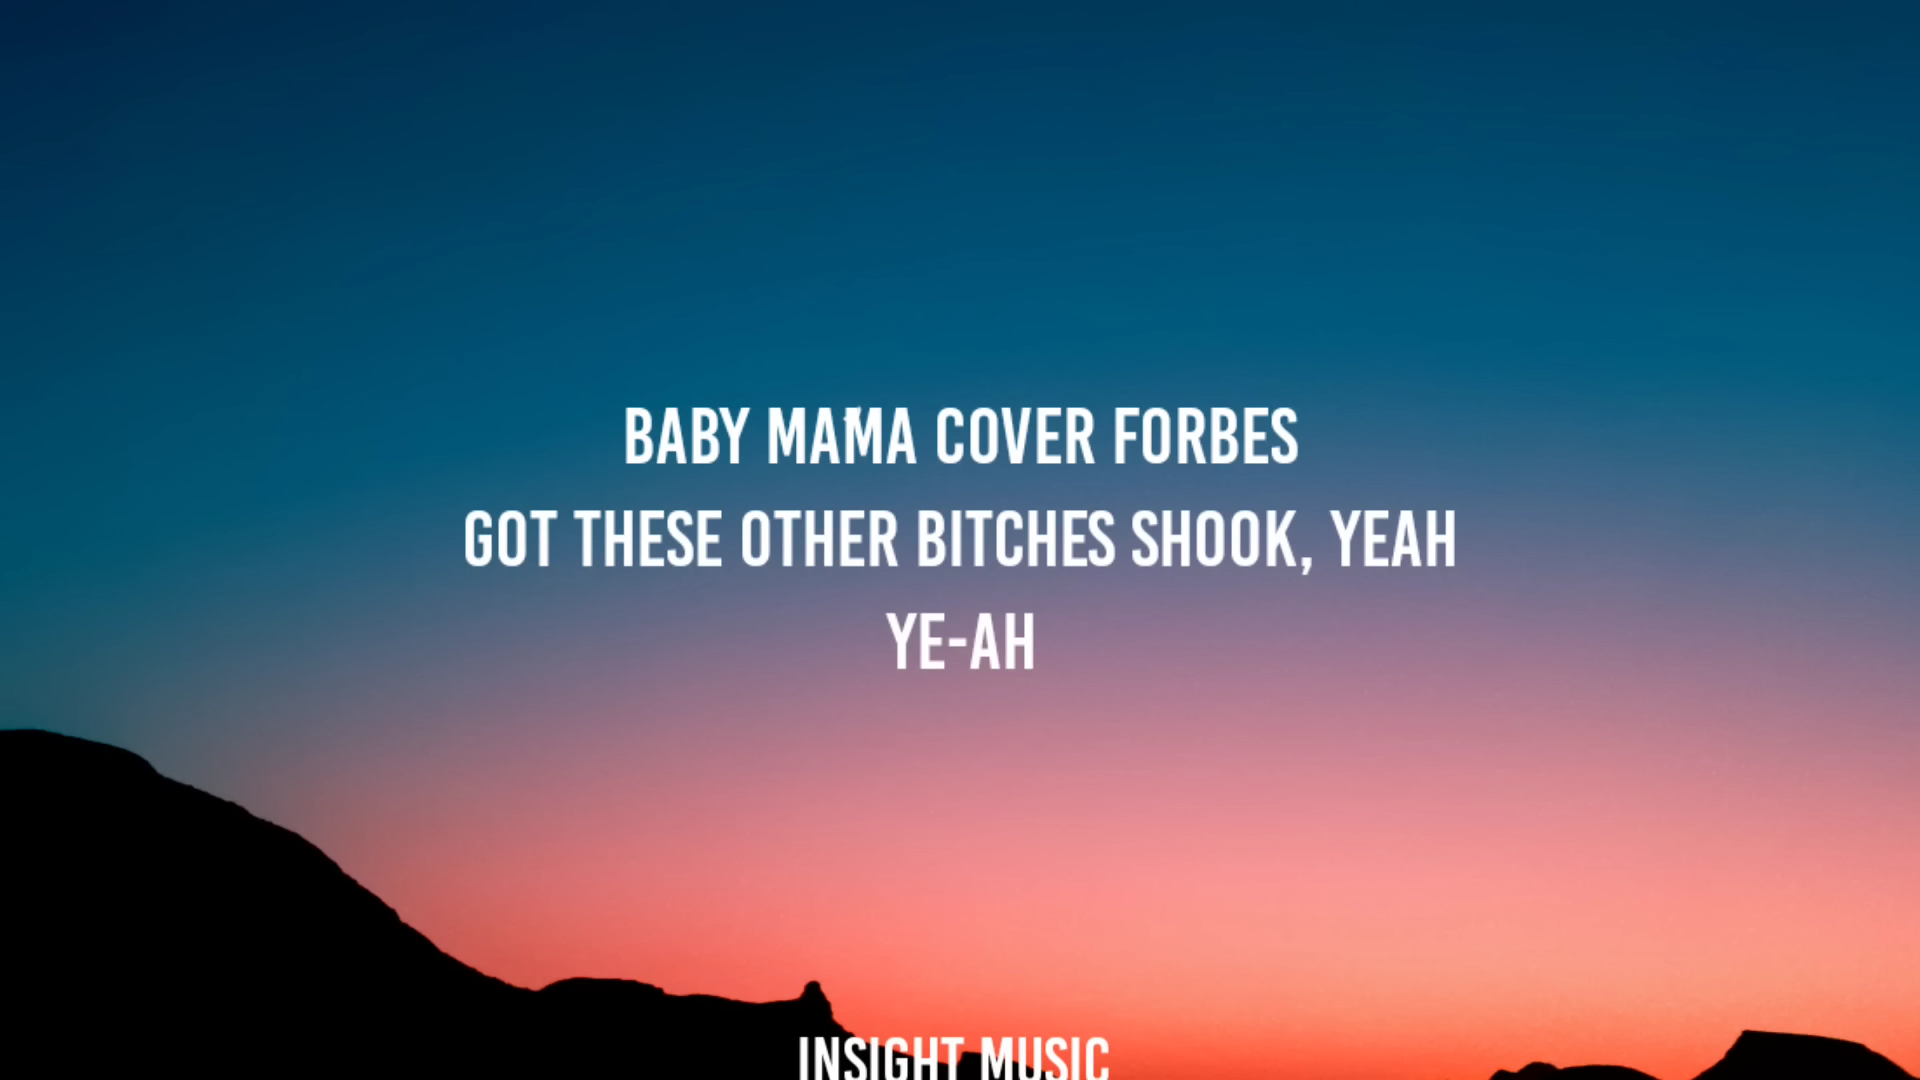 BABY MAMA COVER FORBES
GOT THESE OTHER BITCHES SHOOK, YEAH
YE-AH
INSIGHT MUSIC